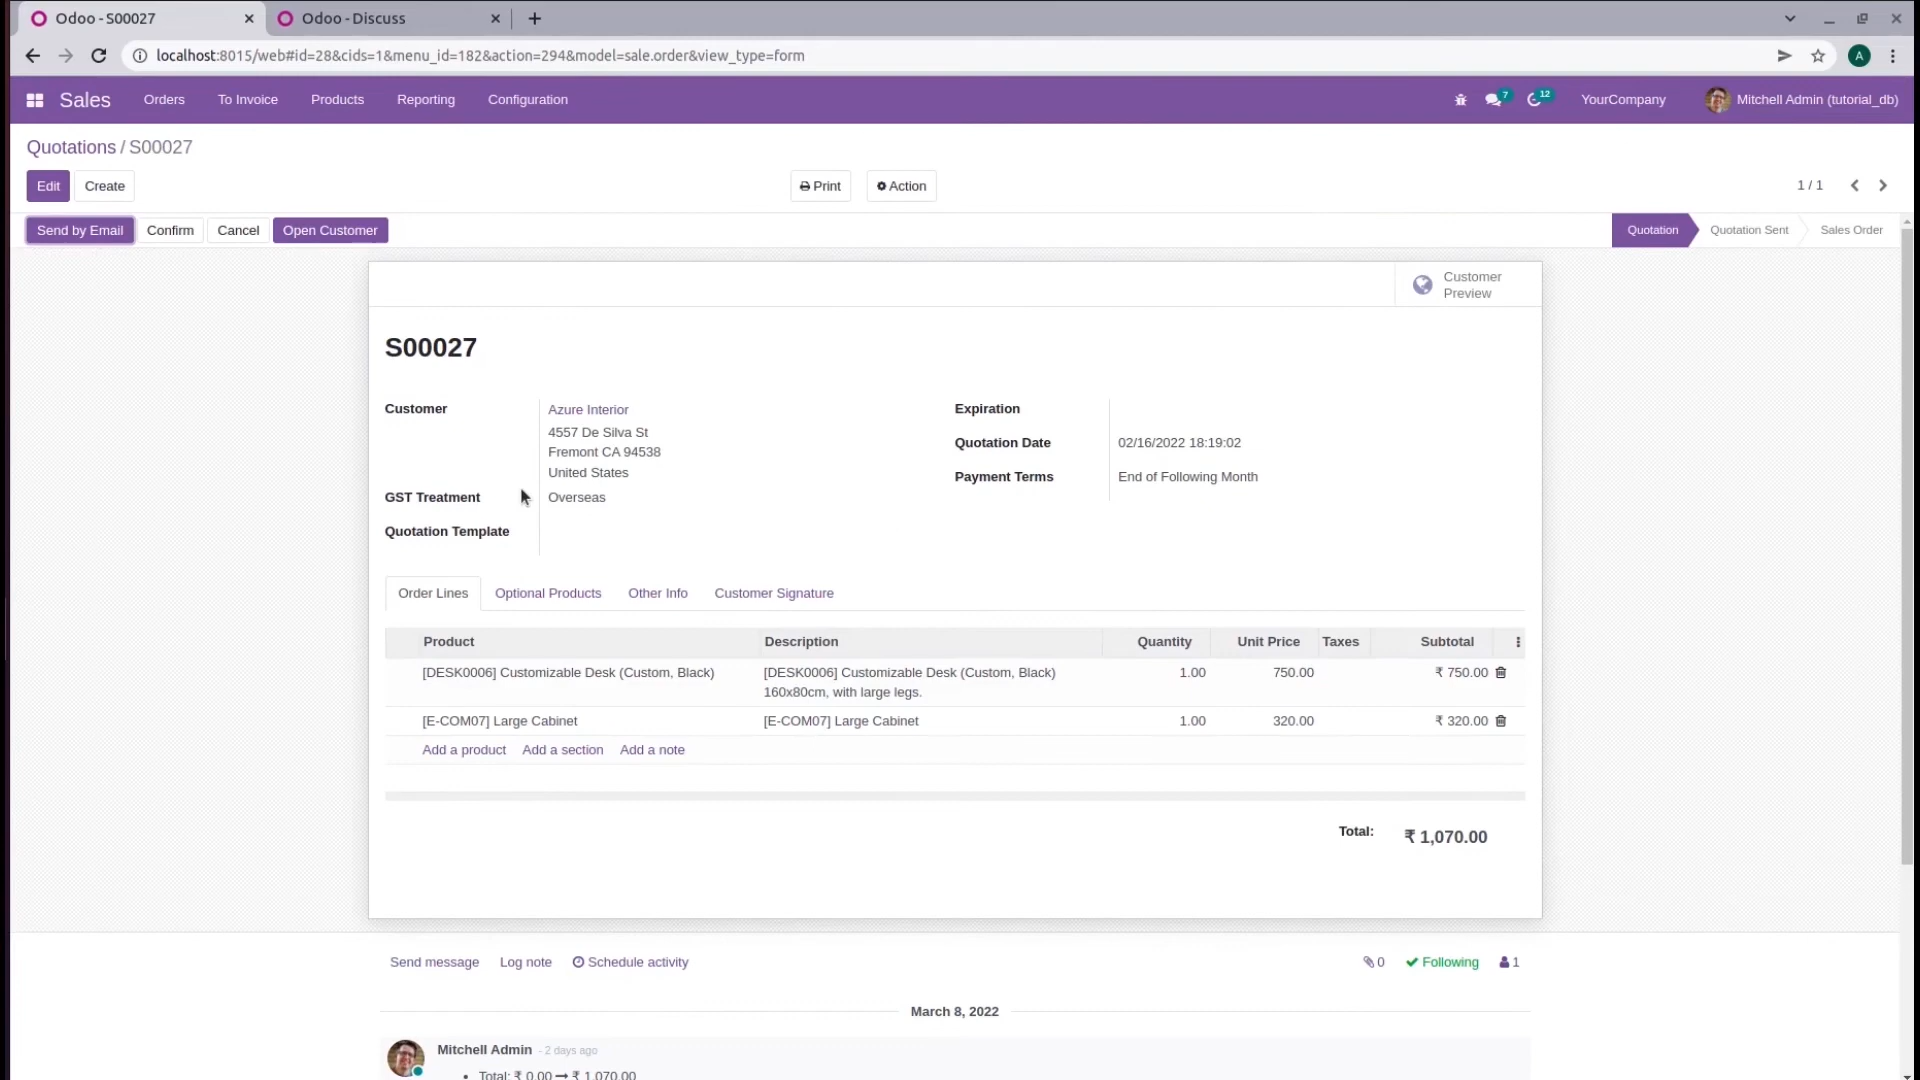 Odoo - S00027
Odoo - Discuss
localhost:8015/web#id=28&cids=1&menu_id=182&action=294&model=sale.order&view_type=form
A
Sales Orders To Invoice Products Reporting Configuration
7 12 YourCompany Mitchell Admin (tutorial_db)
Quotations / S00027
Edit Create Print Action 1 / 1
Send by Email Confirm Cancel Open Customer Quotation Quotation Sent Sales Order
Customer
Preview
S00027
Customer Azure Interior
4557 De Silva St
Fremont CA 94538
United States
GST Treatment Overseas
Quotation Template
Expiration
Quotation Date 02/16/2022 18:19:02
Payment Terms End of Following Month
Order Lines Optional Products Other Info Customer Signature
Product Description Quantity Unit Price Taxes Subtotal
[DESK0006] Customizable Desk (Custom, Black) [DESK0006] Customizable Desk (Custom, Black) 1.00 750.00 ₹ 750.00
160x80cm, with large legs.
[E-COM07] Large Cabinet [E-COM07] Large Cabinet 1.00 320.00 ₹ 320.00
Add a product Add a section Add a note
Total: ₹ 1,070.00
Send message Log note Schedule activity 0 Following 1
March 8, 2022
Mitchell Admin - 2 days ago
• Total: ₹ 0.00 → ₹ 1,070.00